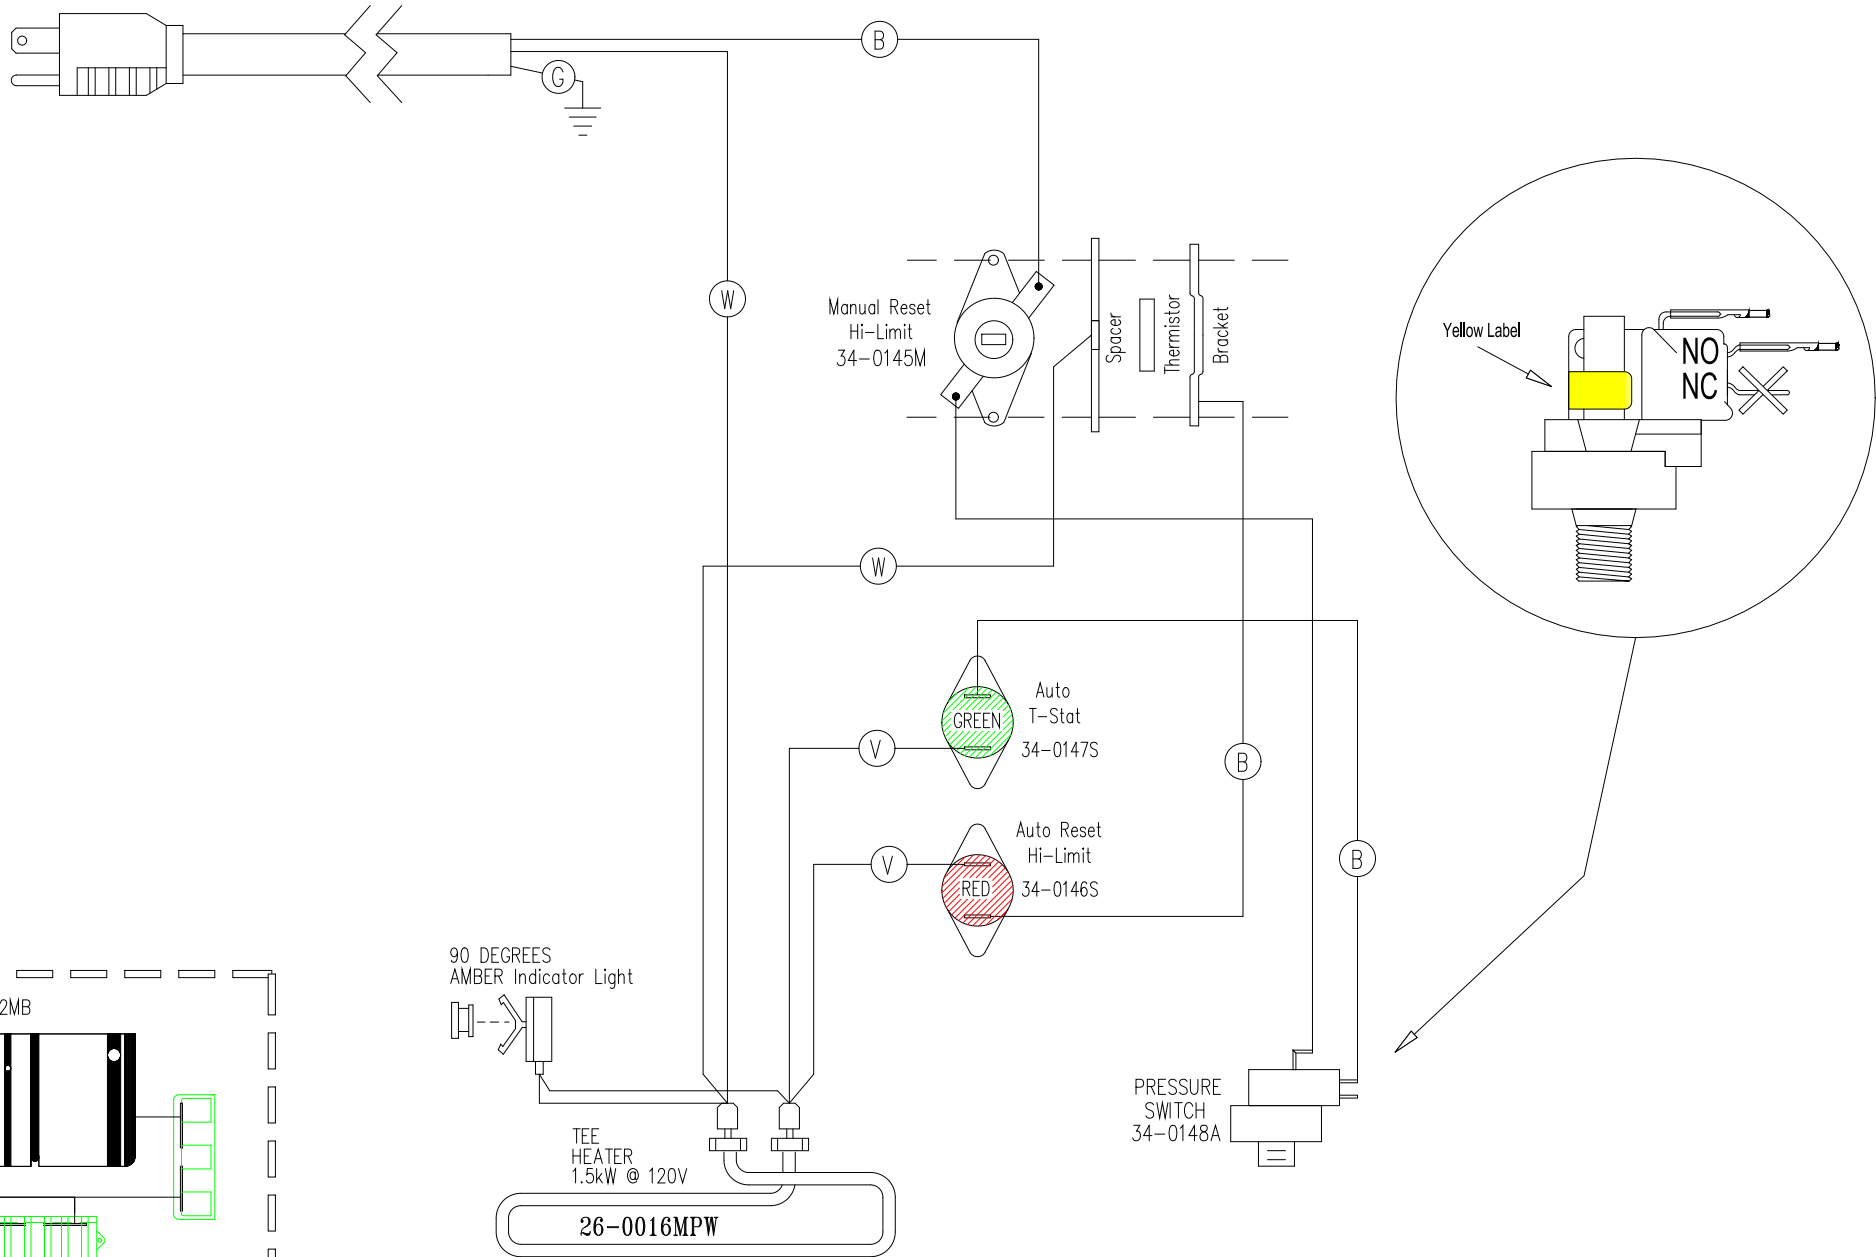 B
G
W
Manual Reset
Hi-Limit
34-0145M
Spacer
Thermistor
Bracket
Yellow Label
NO
NC
W
GREEN
Auto
T-Stat
34-0147S
V
B
Auto Reset
Hi-Limit
34-0146S
RED
V
B
90 DEGREES
AMBER Indicator Light
2MB
PRESSURE
SWITCH
34-0148A
TEE
HEATER
1.5kW @ 120V
26-0016MPW